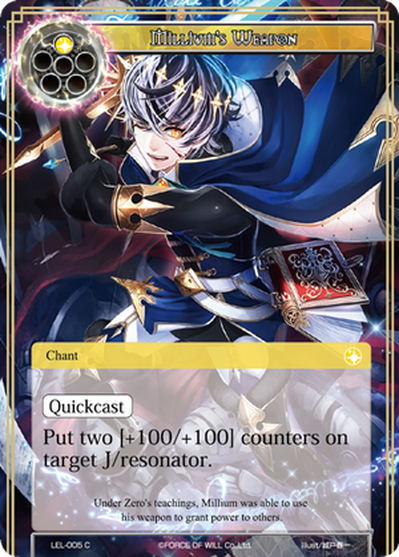 Millium's Weapon
Chant
Quickcast
Put two [+100/+100] counters on
target J/resonator.
Under Zero's teachings, Millium was able to use
his weapon to grant power to others.
LEL-005 C
©FORCE OF WILL Co.,Ltd.
Illust/